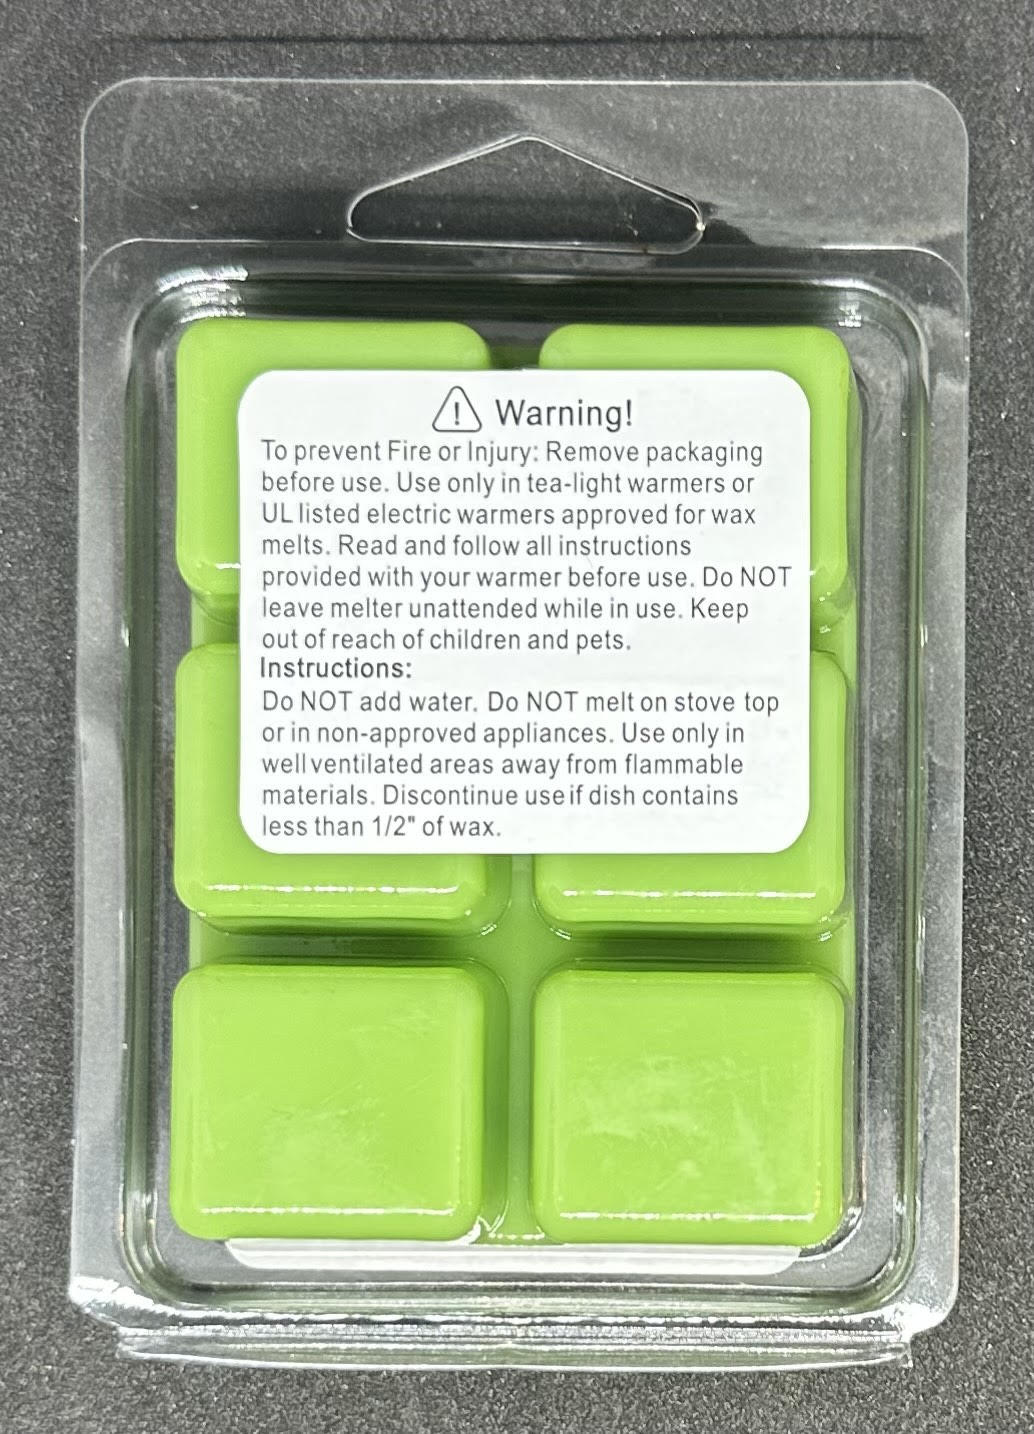 Warning!
To prevent Fire or Injury: Remove packaging
before use. Use only in tea-light warmers or
UL listed electric warmers approved for wax
melts. Read and follow all instructions
provided with your warmer before use. Do NOT
leave melter unattended while in use. Keep
out of reach of children and pets.
Instructions:
Do NOT add water. Do NOT melt on stove top
or in non-approved appliances. Use only in
well ventilated areas away from flammable
materials. Discontinue use if dish contains
less than 1/2" of wax.